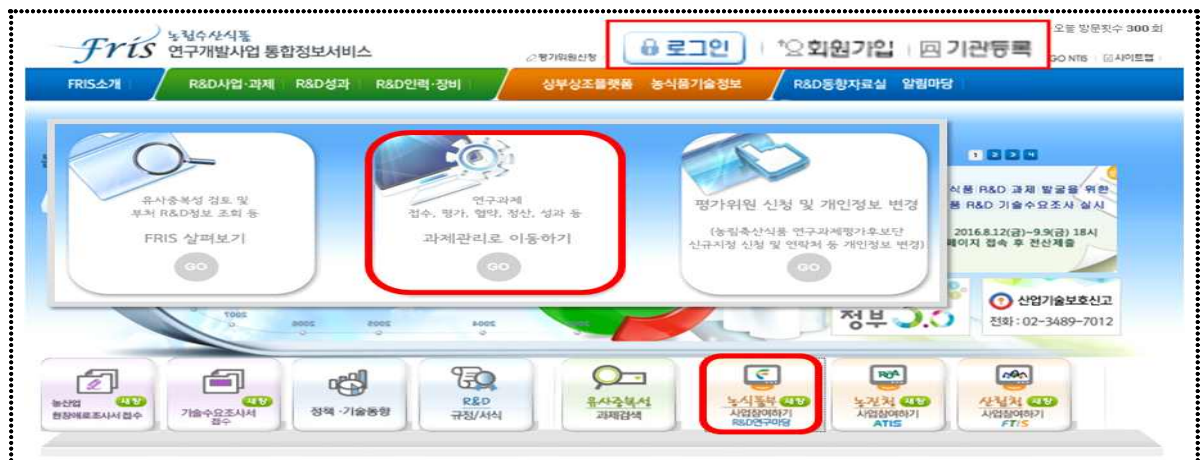 오늘 방문횟수 300 회
Fris
농림수산식품
연구개발사업 통합정보서비스
평가위원신청
로그인
회원가입
기관등록
GO NTIS
사이트맵
FRIS소개
R&D사업·과제
R&D성과
R&D인력·장비
상부상조플랫폼
농식품기술정보
R&D동향자료실
알림마당
유사중복성 검토 및
부처 R&D정보 조회 등
FRIS 살펴보기
GO
연구과제
접수, 평가, 협약, 정산, 성과 등
과제관리로 이동하기
GO
평가위원 신청 및 개인정보 변경
(농림축산식품 연구과제평가후보단
신규지정 신청 및 연락처 등 개인정보 변경)
GO
1 2 3 4
식품 R&D 과제 발굴을 위한
품 R&D 기술수요조사 실시
2016.8.12(금)~9.9(금) 18시
페이지 접속 후 전산제출
정부 3.0
산업기술보호신고
전화 : 02-3489-7012
농산업 새창
현장애로조사서 접수
새창
기술수요조사서
접수
정책·기술동향
R&D
규정/서식
유사중복성
과제검색
농식품부 새창
사업참여하기
R&D연구마당
농진청 새창
사업참여하기
ATIS
산림청 새창
사업참여하기
FTIS